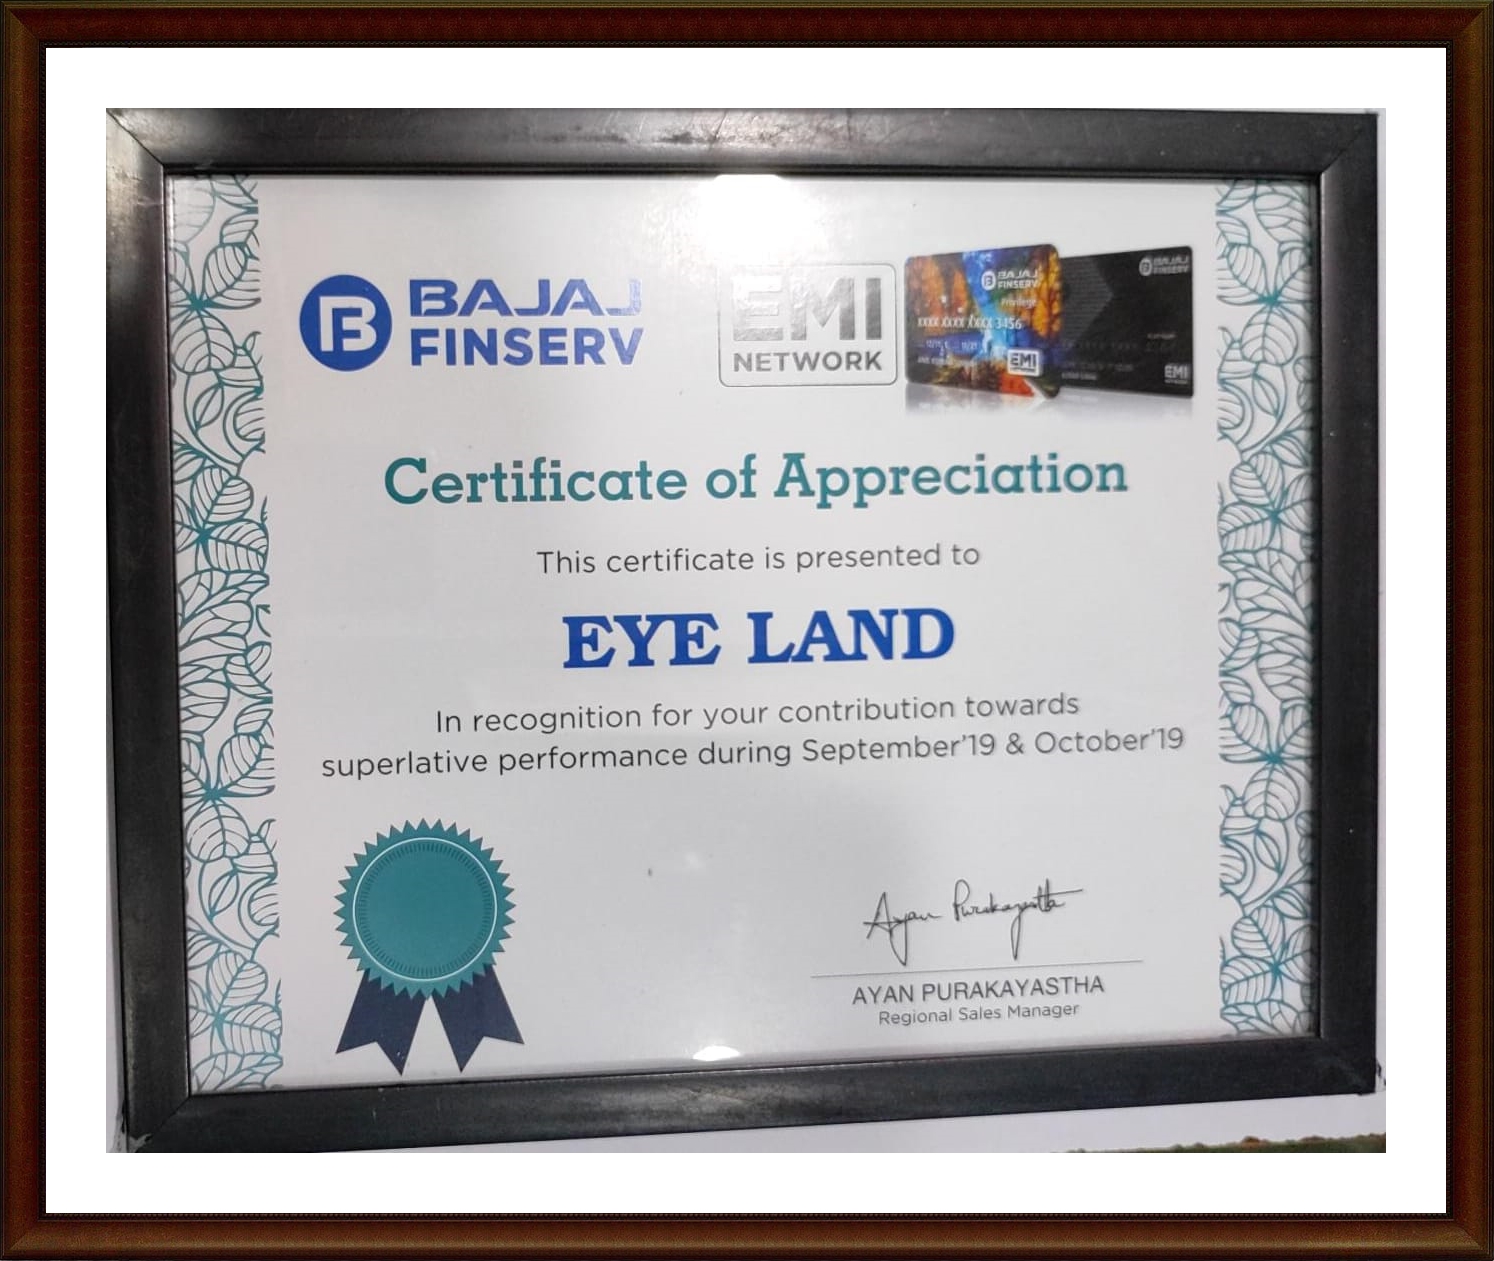 BAJAJ
FINSERV
EMI
NETWORK
BAJAJ
FINSERV
Privilege
XXXX XXXX XXXX 3456
EMI
BAJAJ
FINSERV
EMI
Certificate of Appreciation
This certificate is presented to
EYE LAND
In recognition for your contribution towards
superlative performance during September'19 & October'19
Ayan Purakayastha
AYAN PURAKAYASTHA
Regional Sales Manager